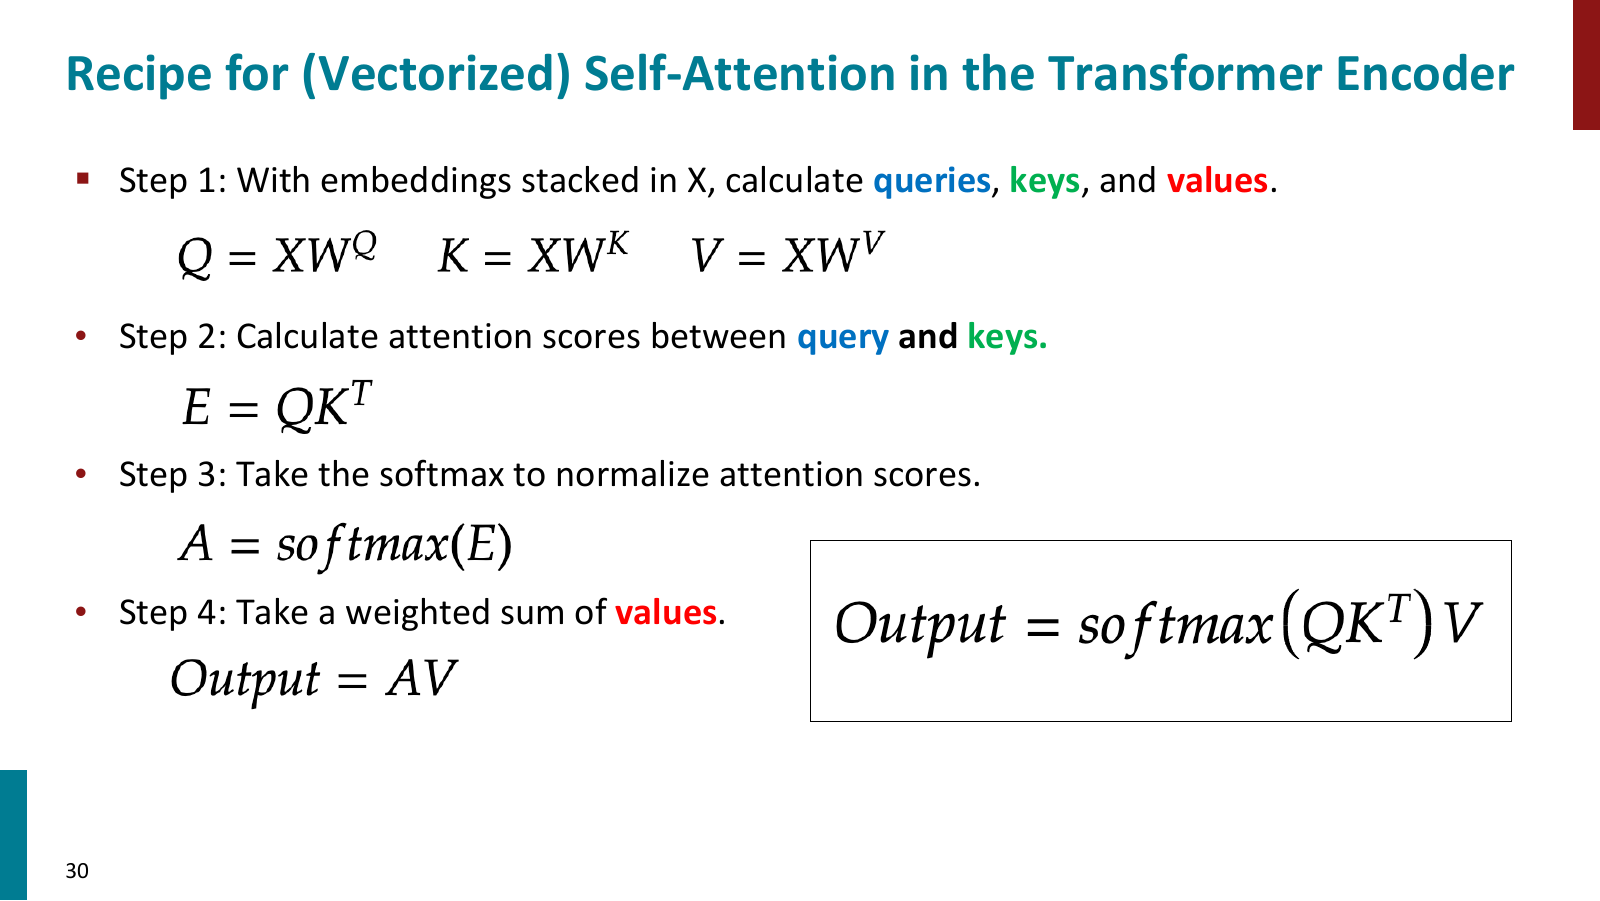 Recipe for (Vectorized) Self-Attention in the Transformer Encoder
▪ Step 1: With embeddings stacked in X, calculate queries, keys, and values.
Q = XW^Q K = XW^K V = XW^V
• Step 2: Calculate attention scores between query and keys.
E = QK^T
• Step 3: Take the softmax to normalize attention scores.
A = softmax(E)
• Step 4: Take a weighted sum of values.
Output = AV
Output = softmax(QK^T)V
30